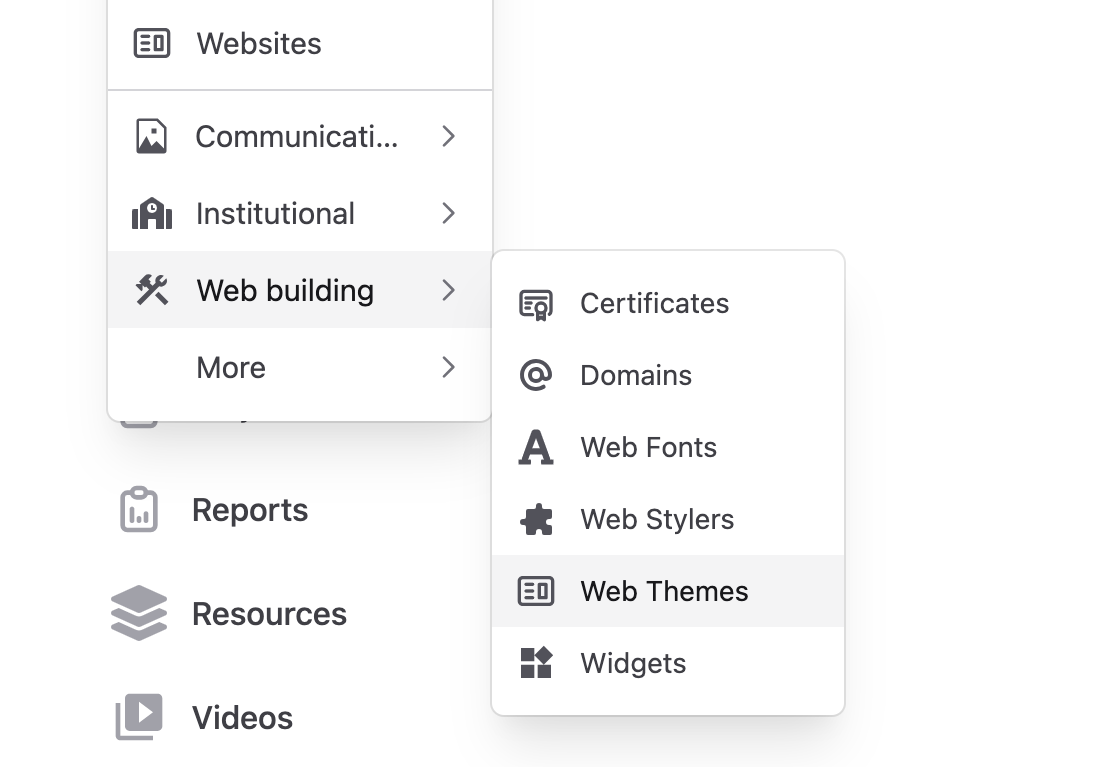 Websites
Communicati...
Institutional
Web building
More
Certificates
Domains
Web Fonts
Web Stylers
Web Themes
Widgets
Reports
Resources
Videos